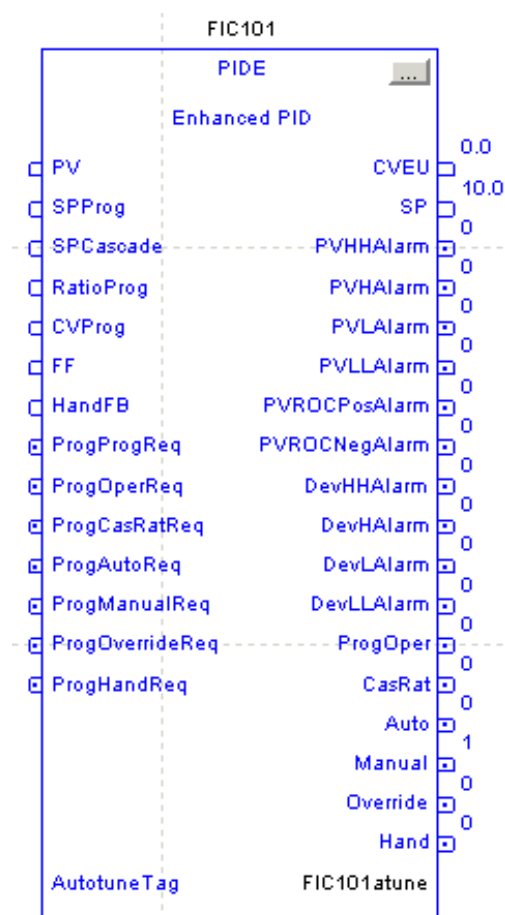 FIC101
PIDE
...
Enhanced PID
0.0
PV CVEU
10.0
SPProg SP
0
SPCascade PVHHAlarm
0
RatioProg PVHAlarm
0
CVProg PVLAlarm
0
FF PVLLAlarm
0
HandFB PVROCPosAlarm
0
ProgProgReq PVROCNegAlarm
0
ProgOperReq DevHHAlarm
0
ProgCasRatReq DevHAlarm
0
ProgAutoReq DevLAlarm
0
ProgManualReq DevLLAlarm
0
ProgOverrideReq ProgOper
0
ProgHandReq CasRat
0
Auto
1
Manual
0
Override
0
Hand
AutotuneTag FIC101atune